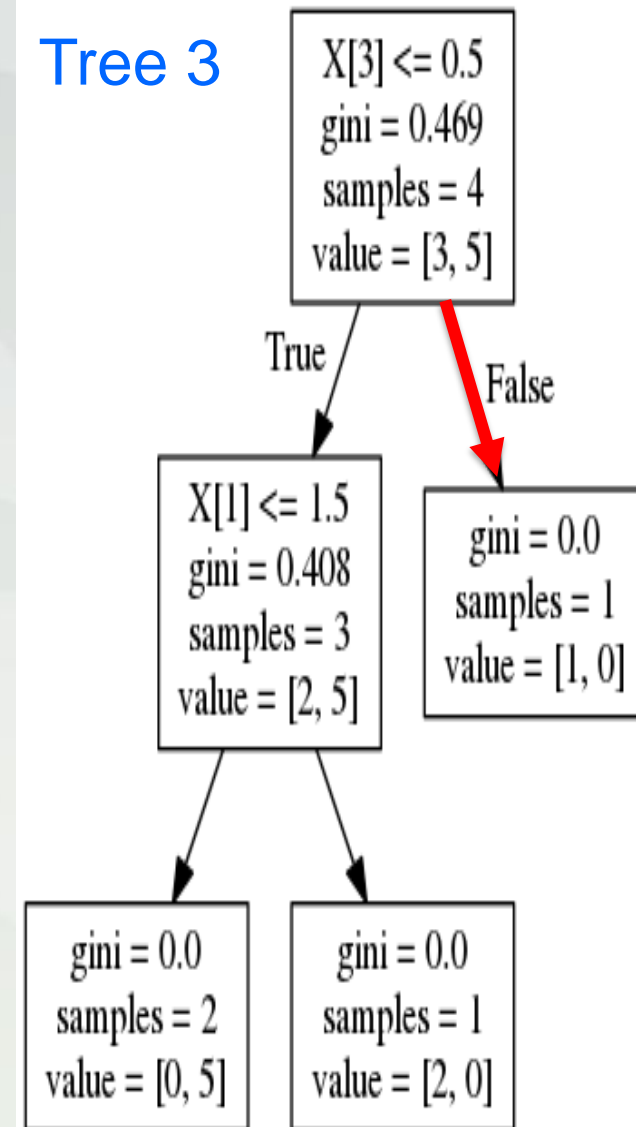 Tree 3
X[3] <= 0.5
gini = 0.469
samples = 4
value = [3, 5]
True
False
X[1] <= 1.5
gini = 0.408
samples = 3
value = [2, 5]
gini = 0.0
samples = 1
value = [1, 0]
gini = 0.0
samples = 2
value = [0, 5]
gini = 0.0
samples = 1
value = [2, 0]